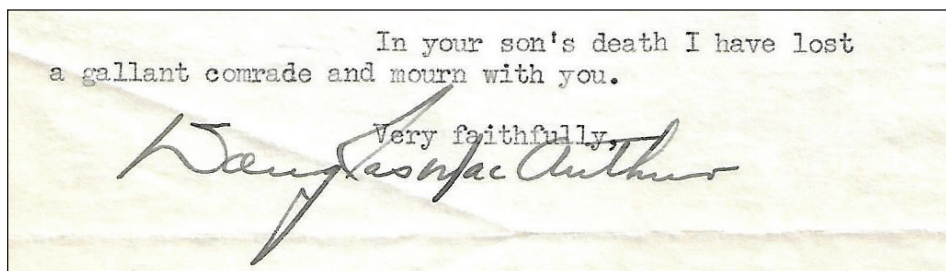 In your son's death I have lost
a gallant comrade and mourn with you.
Very faithfully,
Douglas MacArthur